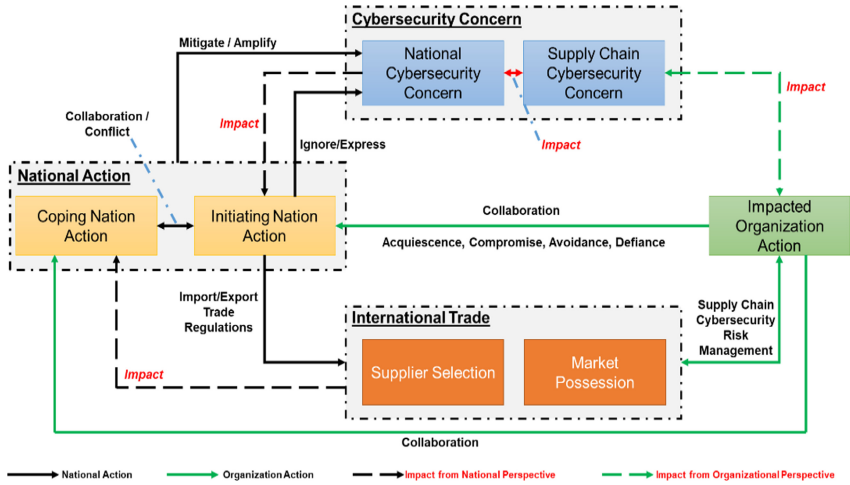 Cybersecurity Concern
Mitigate / Amplify
National
Cybersecurity
Concern
Supply Chain
Cybersecurity
Concern
Impact
Impact
Collaboration /
Conflict
Ignore/Express
Impact
National Action
Coping Nation
Action
Initiating Nation
Action
Collaboration
Acquiescence, Compromise, Avoidance, Defiance
Impacted
Organization
Action
Import/Export
Trade
Regulations
International Trade
Supplier Selection
Market
Possession
Supply Chain
Cybersecurity
Risk
Management
Impact
Collaboration
National Action
Organization Action
Impact from National Perspective
Impact from Organizational Perspective